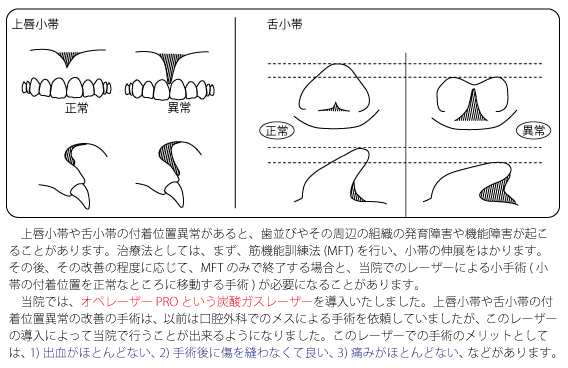 上唇小帯
正常
異常
舌小帯
正常
異常
上唇小帯や舌小帯の付着位置異常があると、歯並びやその周辺の組織の発育障害や機能障害が起こ
ることがあります。治療法としては、まず、筋機能訓練法 (MFT) を行い、小帯の伸展をはかります。
その後、その改善の程度に応じて、MFT のみで終了する場合と、当院でのレーザーによる小手術 ( 小
帯の付着位置を正常なところに移動する手術 ) が必要になることがあります。
当院では、オペレーザー PRO という炭酸ガスレーザーを導入いたしました。上唇小帯や舌小帯の付
着位置異常の改善の手術は、以前は口腔外科でのメスによる手術を依頼していましたが、このレーザー
の導入によって当院で行うことが出来るようになりました。このレーザーでの手術のメリットとして
は、1) 出血がほとんどない、2) 手術後に傷を縫わなくて良い、3) 痛みがほとんどない、などがあります。